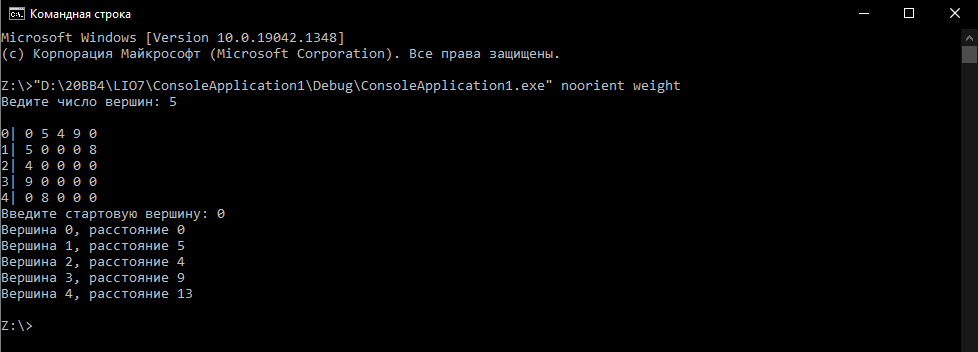 Командная строка
Microsoft Windows [Version 10.0.19042.1348]
(c) Корпорация Майкрософт (Microsoft Corporation). Все права защищены.
Z:\>"D:\20BB4\LIO7\ConsoleApplication1\Debug\ConsoleApplication1.exe" noorient weight
Ведите число вершин: 5
0| 0 5 4 9 0
1| 5 0 0 0 8
2| 4 0 0 0 0
3| 9 0 0 0 0
4| 0 8 0 0 0
Введите стартовую вершину: 0
Вершина 0, расстояние 0
Вершина 1, расстояние 5
Вершина 2, расстояние 4
Вершина 3, расстояние 9
Вершина 4, расстояние 13
Z:\>